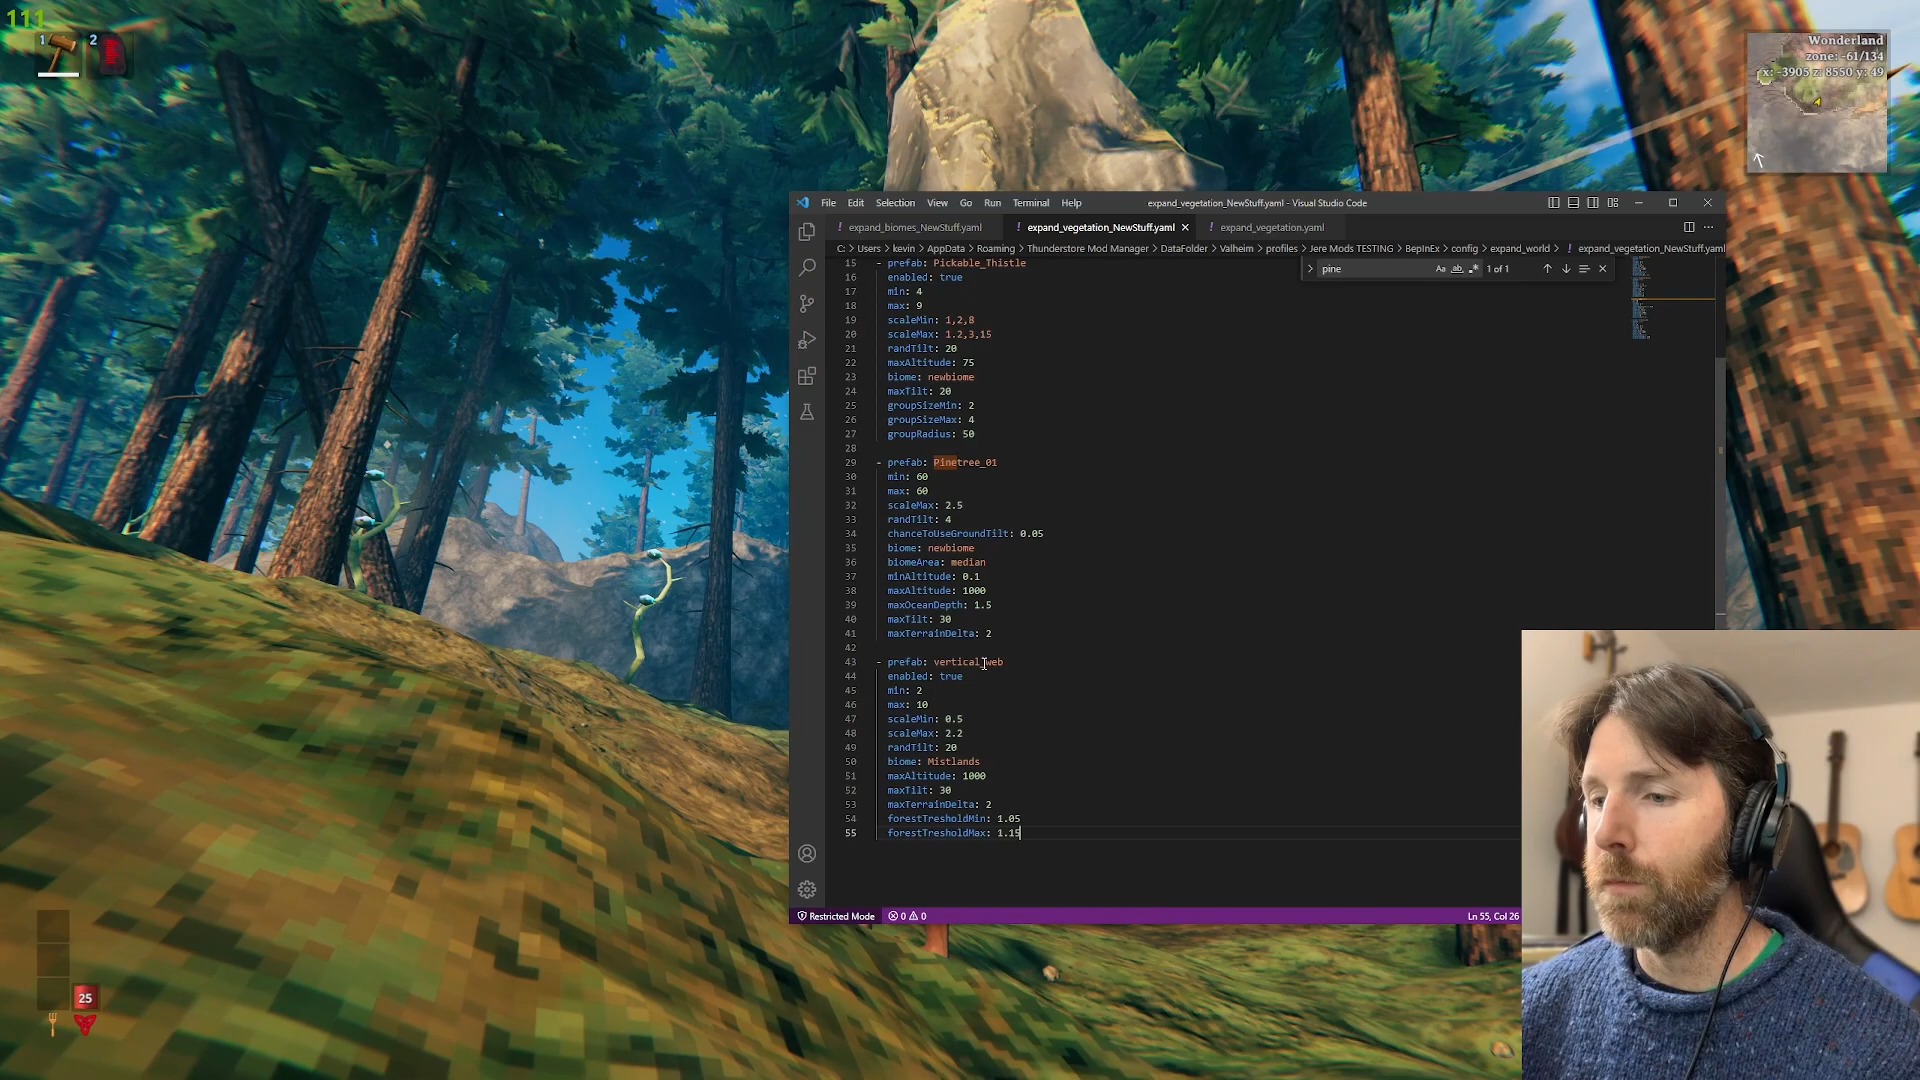 111
1
2
Wonderland
zone: -61/134
x: -3905 z: 8550 y: 49
File Edit Selection View Go Run Terminal Help
expand_vegetation_NewStuff.yaml - Visual Studio Code
! expand_biomes_NewStuff.yaml
! expand_vegetation_NewStuff.yaml
! expand_vegetation.yaml
C: > Users > kevin > AppData > Roaming > Thunderstore Mod Manager > DataFolder > Valheim > profiles > Jere Mods TESTING > BepInEx > config > expand_world > ! expand_vegetation_NewStuff.yaml
pine
Aa ab
1 of 1
15 - prefab: Pickable_Thistle
16 enabled: true
17 min: 4
18 max: 9
19 scaleMin: 1,2,8
20 scaleMax: 1.2,3,15
21 randTilt: 20
22 maxAltitude: 75
23 biome: newbiome
24 maxTilt: 20
25 groupSizeMin: 2
26 groupSizeMax: 4
27 groupRadius: 50
28
29 - prefab: Pinetree_01
30 min: 60
31 max: 60
32 scaleMax: 2.5
33 randTilt: 4
34 chanceToUseGroundTilt: 0.05
35 biome: newbiome
36 biomeArea: median
37 minAltitude: 0.1
38 maxAltitude: 1000
39 maxOceanDepth: 1.5
40 maxTilt: 30
41 maxTerrainDelta: 2
42
43 - prefab: vertical_web
44 enabled: true
45 min: 2
46 max: 10
47 scaleMin: 0.5
48 scaleMax: 2.2
49 randTilt: 20
50 biome: Mistlands
51 maxAltitude: 1000
52 maxTilt: 30
53 maxTerrainDelta: 2
54 forestTresholdMin: 1.05
55 forestTresholdMax: 1.15
Restricted Mode
0 0
Ln 55, Col 26
25